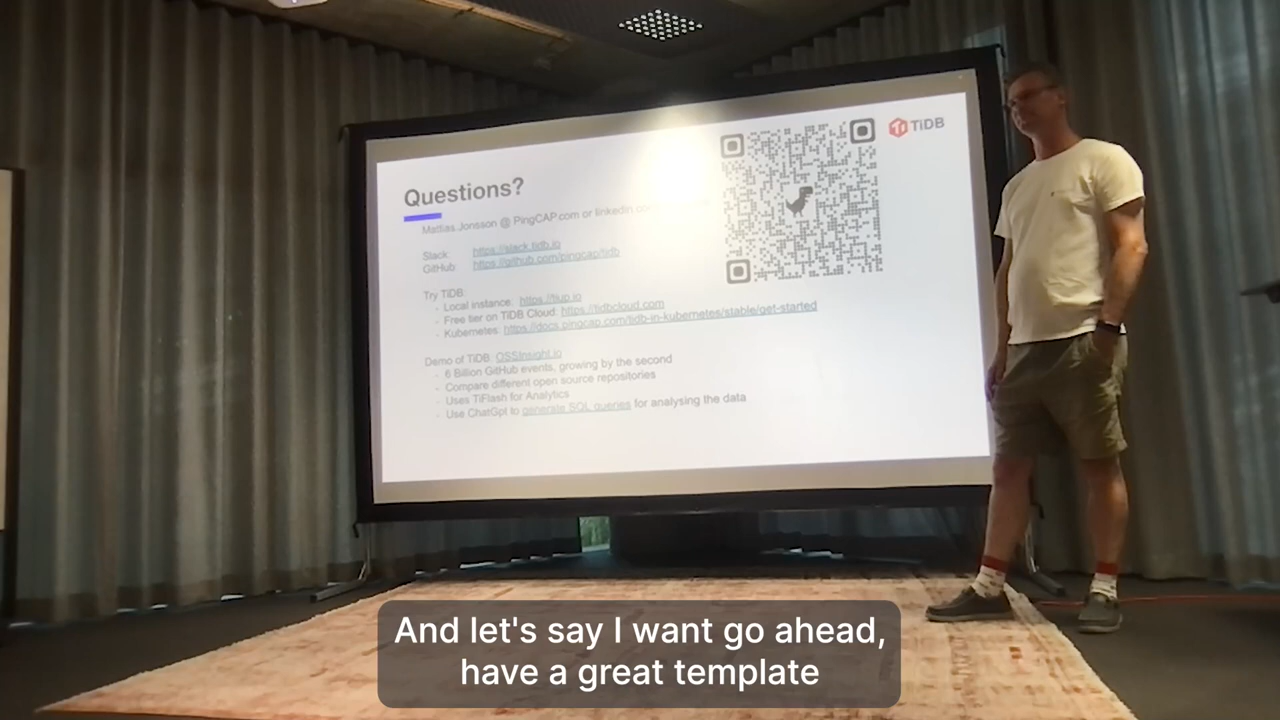 TiDB
Questions?
Mattias Jonsson @ PingCAP.com or linkedin.com
Slack: https://slack.tidb.io
GitHub: https://github.com/pingcap/tidb
Try TiDB:
- Local instance: https://tiup.io
- Free tier on TiDB Cloud: https://tidbcloud.com
- Kubernetes: https://docs.pingcap.com/tidb-in-kubernetes/stable/get-started
Demo of TiDB: OSSInsight.io
- 6 Billion GitHub events, growing by the second
- Compare different open source repositories
- Uses TiFlash for Analytics
- Use ChatGpt to generate SQL queries for analysing the data
And let's say I want go ahead,
have a great template